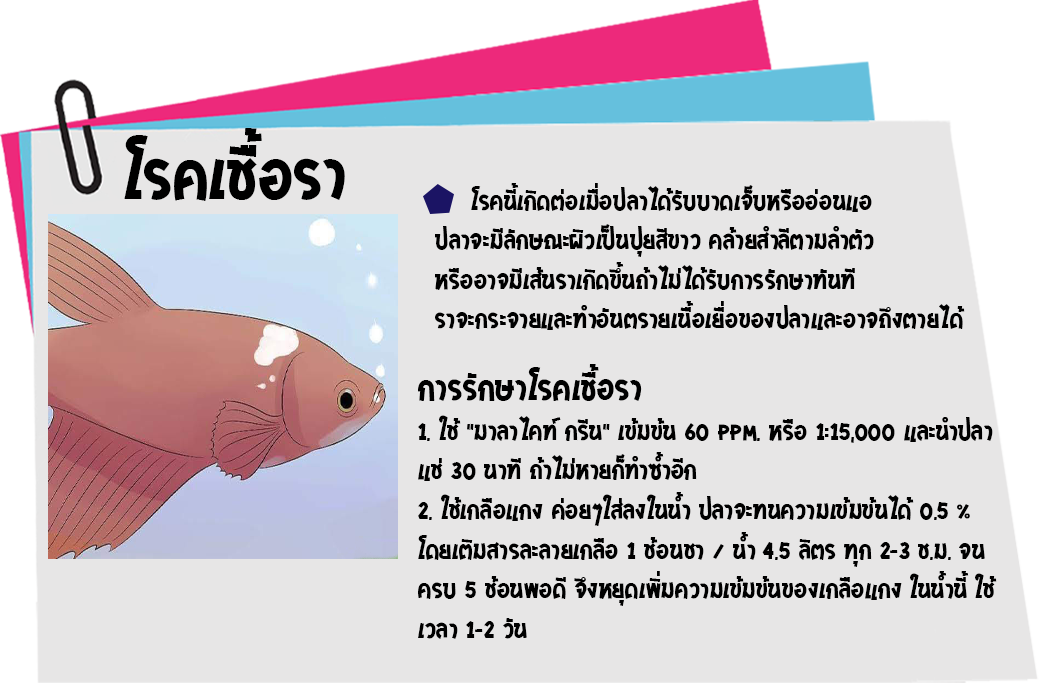 โรคเชื้อรา
โรคนี้เกิดต่อเมื่อปลาได้รับบาดเจ็บหรืออ่อนแอ
ปลาจะมีลักษณะผิวเป็นปุยสีขาว คล้ายสำลีตามลำตัว
หรืออาจมีเส้นราเกิดขึ้นถ้าไม่ได้รับการรักษาทันที
ราจะกระจายและทำอันตรายเนื้อเยื่อของปลาและอาจถึงตายได้
การรักษาโรคเชื้อรา
1. ใช้ "มาลาไคท์ กรีน" เข้มข้น 60 PPM. หรือ 1:15,000 และนำปลา
แช่ 30 นาที ถ้าไม่หายก็ทำซ้ำอีก
2. ใช้เกลือแกง ค่อยๆใส่ลงในน้ำ ปลาจะทนความเข้มข้นได้ 0.5 %
โดยเติมสารละลายเกลือ 1 ช้อนชา / น้ำ 4.5 ลิตร ทุก 2-3 ช.ม. จน
ครบ 5 ช้อนพอดี จึงหยุดเพิ่มความเข้มข้นของเกลือแกง ในน้ำนี้ ใช้
เวลา 1-2 วัน